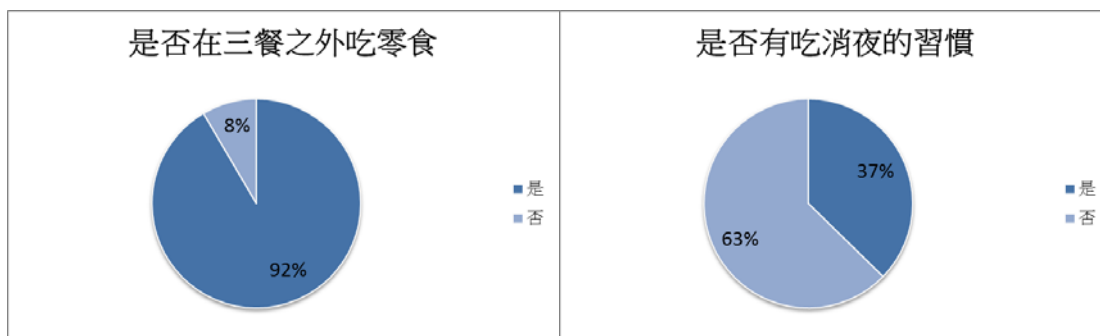 是否在三餐之外吃零食
8%
92%
是
否
是否有吃消夜的習慣
37%
63%
是
否